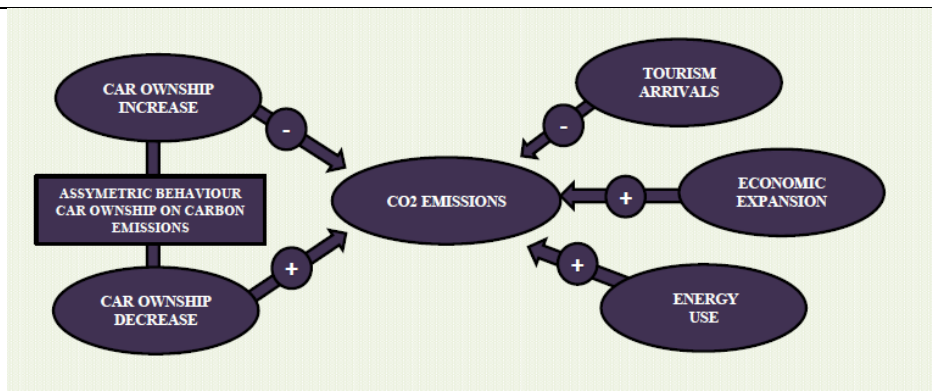 CAR OWNSHIP
INCREASE
-
ASSYMETRIC BEHAVIOUR
CAR OWNSHIP ON CARBON
EMISSIONS
CAR OWNSHIP
DECREASE
+
CO2 EMISSIONS
TOURISM
ARRIVALS
-
ECONOMIC
EXPANSION
+
ENERGY
USE
+